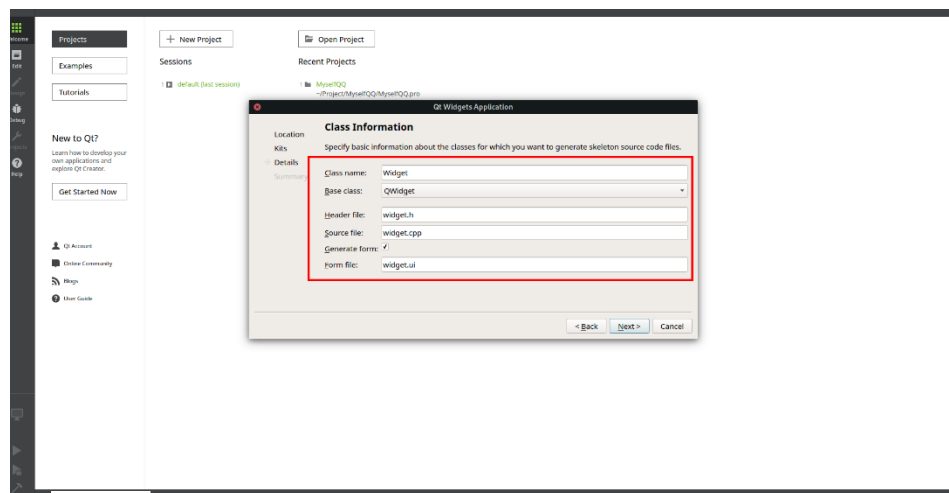 Welcome
Edit
Design
Debug
Projects
Help
Projects
Examples
Tutorials
New to Qt?
Learn how to develop your
own applications and
explore Qt Creator.
Get Started Now
Qt Account
Online Community
Blogs
User Guide
+ New Project
Open Project
Sessions
Recent Projects
1 default (last session)
1 MyselfQQ
~/Project/MyselfQQ/MyselfQQ.pro
Qt Widgets Application
Location
Kits
Details
Summary
Class Information
Specify basic information about the classes for which you want to generate skeleton source code files.
Class name: Widget
Base class: QWidget
Header file: widget.h
Source file: widget.cpp
Generate form: ✓
Form file: widget.ui
< Back Next > Cancel